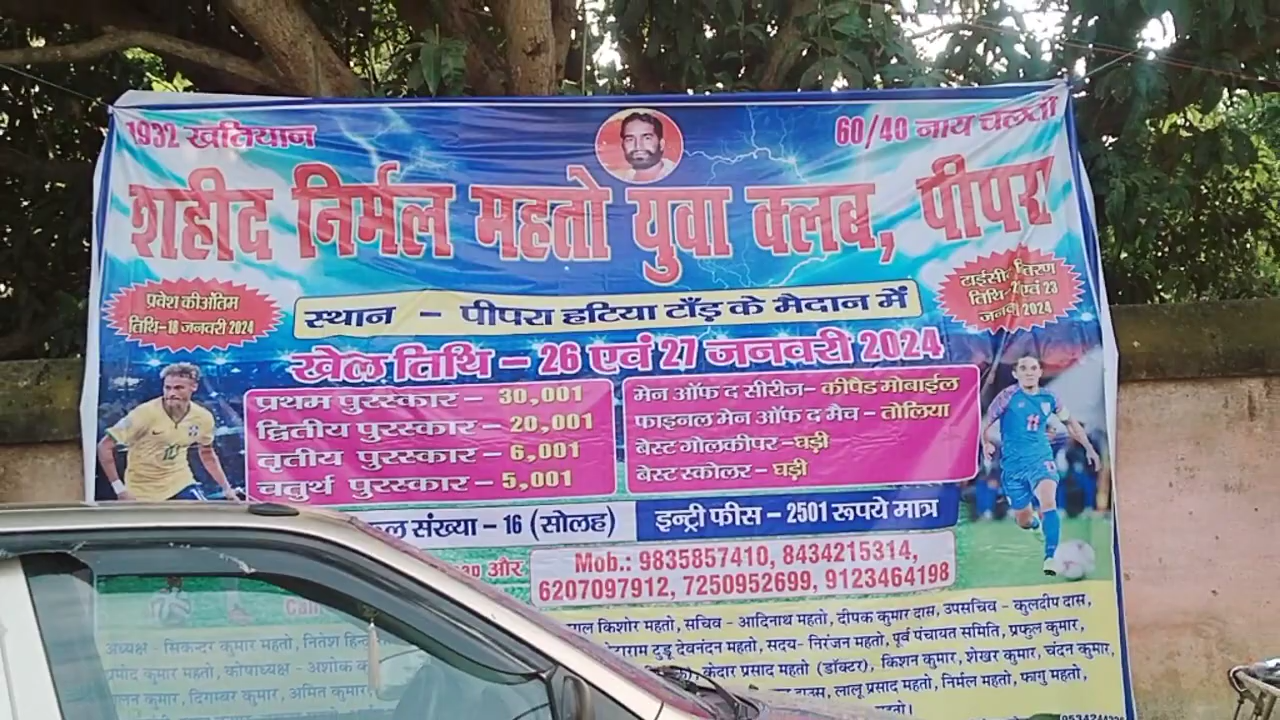 1932 खतियान
60/40 नाय चलतो
शहीद निर्मल महतो युवा क्लब, पीपरा
प्रवेश की अंतिम
तिथि-18 जनवरी 2024
टाईसीट वितरण
तिथि- एवं 23
जनवरी 2024
स्थान - पीपरा हटिया टाँड़ के मैदान में
खेल तिथि - 26 एवं 27 जनवरी 2024
प्रथम पुरस्कार - 30,001
द्वितीय पुरस्कार - 20,001
तृतीय पुरस्कार - 6,001
चतुर्थ पुरस्कार - 5,001
मेन ऑफ द सीरीज- कीपैड मोबाईल
फाइनल मेन ऑफ द मैच - तोलिया
बेस्ट गोलकीपर-घड़ी
बेस्ट स्कोलर-घड़ी
संख्या - 16 (सोलह)
इन्ट्री फीस - 2501 रूपये मात्र
और
Mob.: 9835857410, 8434215314,
6207097912, 7250952699, 9123464198
किशोर महतो, सचिव - आदिनाथ महतो, दीपक कुमार दास, उपसचिव - कुलदीप दास,
अध्यक्ष - सिकन्दर कुमार महतो, नितेश
टुडू देवनंदन महतो, सदय- निरंजन महतो, पूर्व पंचायत समिति, प्रफुल कुमार,
प्रमोद कुमार महतो, कोषाध्यक्ष - अशोक
केदार प्रसाद महतो (डॉक्टर), किशन कुमार, शेखर कुमार, चंदन कुमार,
कुमार, दिगम्बर कुमार, अमित कुमार,
लालू प्रसाद महतो, निर्मल महतो, फागु महतो,
महतो।